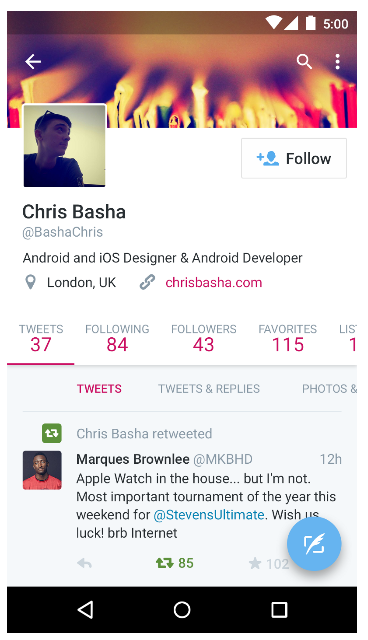 5:00
Follow
Chris Basha
@BashaChris
Android and iOS Designer & Android Developer
London, UK chrisbasha.com
TWEETS FOLLOWING FOLLOWERS FAVORITES LIS
37 84 43 115 1
TWEETS TWEETS & REPLIES PHOTOS &
Chris Basha retweeted
Marques Brownlee @MKBHD 12h
Apple Watch in the house... but I'm not.
Most important tournament of the year this
weekend for @StevensUltimate. Wish us
luck! brb Internet
85 102